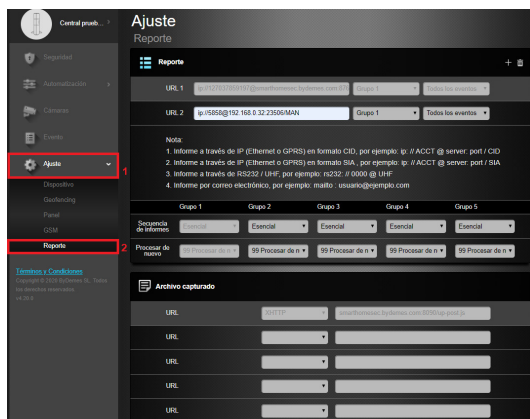 Central prueb...
Ajuste
Reporte
Seguridad
Automatización
Cámaras
Evento
Ajuste
1
Dispositivo
Geofencing
Panel
GSM
Reporte
2
Términos y Condiciones
Copyright © 2020 ByDemes SL. Todos
los derechos reservados.
Reporte
URL 1
Grupo 1
Todos los eventos
URL 2
ip://5858@192.168.0.32:23506/MAN
Grupo 1
Todos los eventos
Nota:
1. Informe a través de IP (Ethernet o GPRS) en formato CID, por ejemplo: ip: // ACCT @ server: port / CID
2. Informe a través de IP (Ethernet o GPRS) en formato SIA , por ejemplo: ip: // ACCT @ server: port / SIA
3. Informe a través de RS232 / UHF, por ejemplo: rs232: // 0000 @ UHF
4. Informe por correo electrónico, por ejemplo: mailto : usuario@ejemplo.com
Grupo 1 Grupo 2 Grupo 3 Grupo 4 Grupo 5
Secuencia de informes
Esencial Esencial Esencial Esencial Esencial
Procesar de nuevo
99 Procesar de n 99 Procesar de n 99 Procesar de n 99 Procesar de n 99 Procesar de n
Archivo capturado
URL
URL
URL
URL
URL